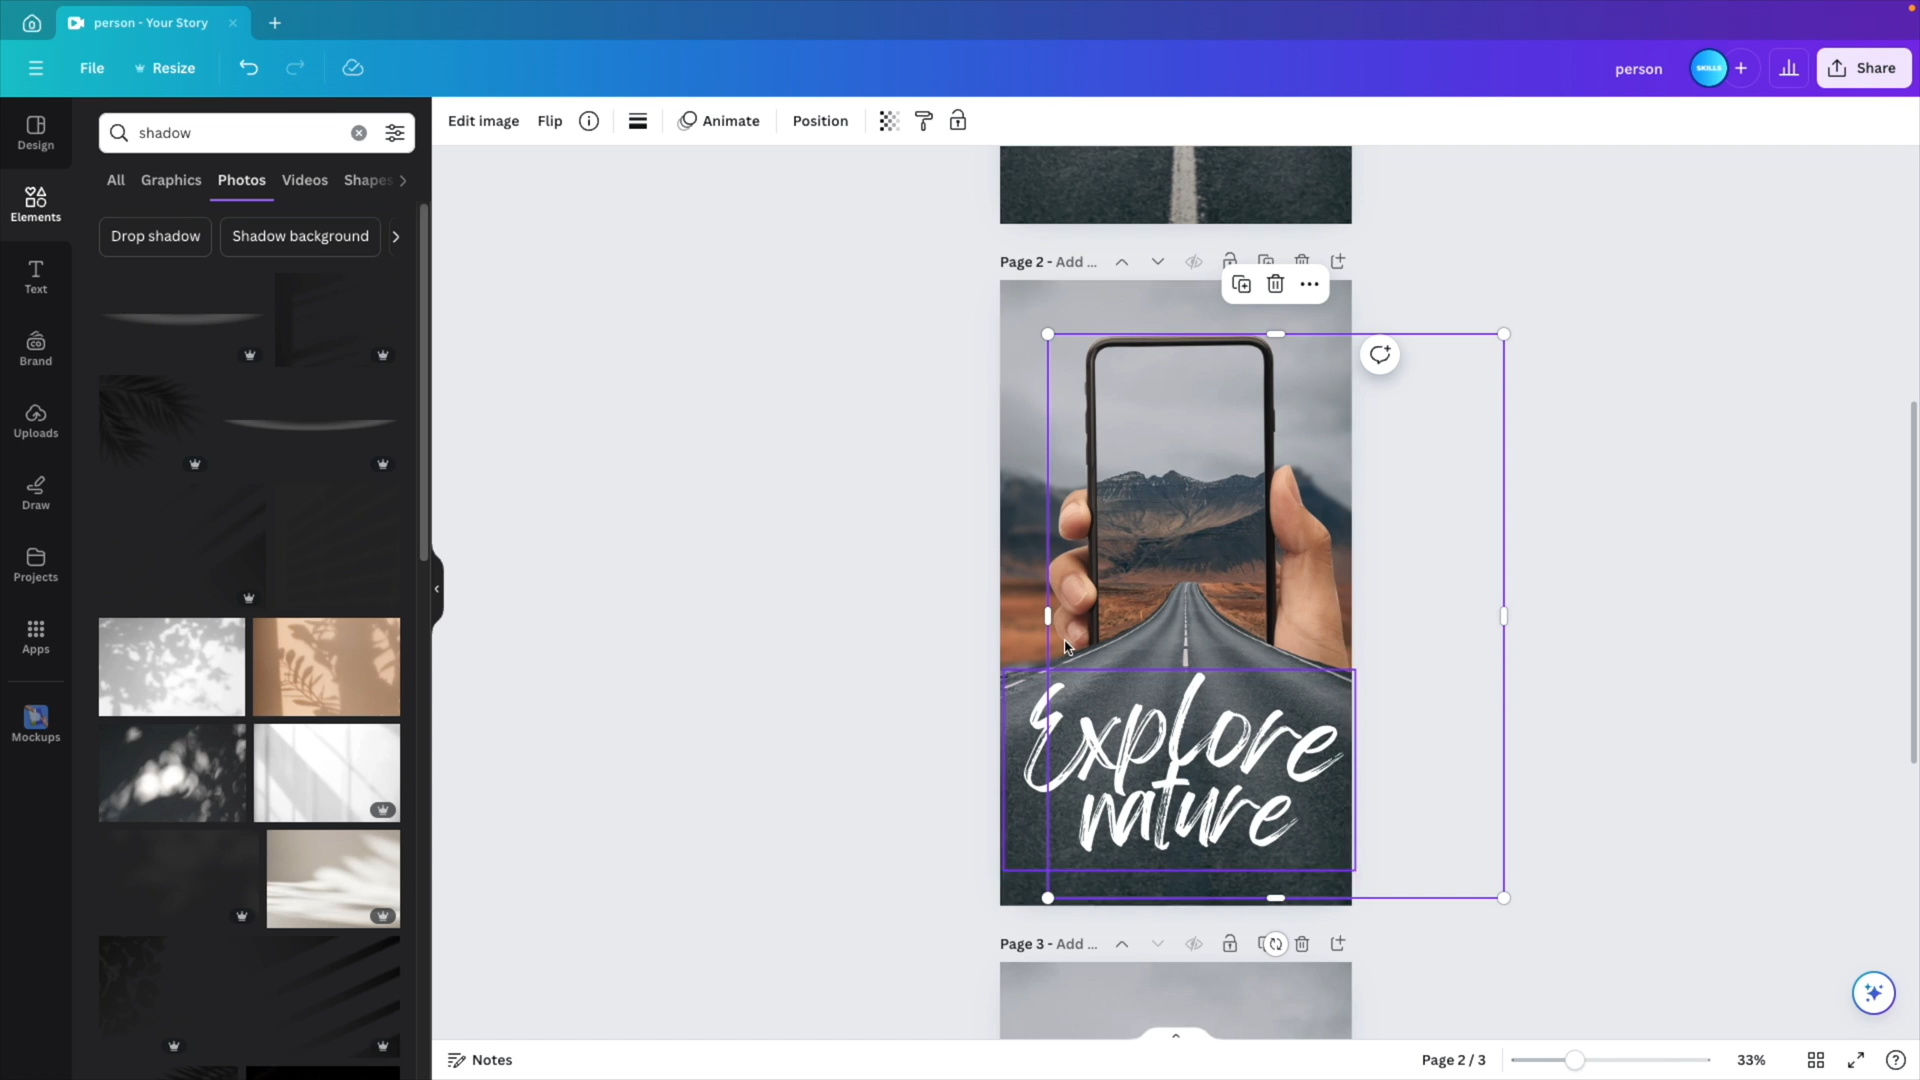 person - Your Story
File
Resize
person
SKILLS
Share
Design
Elements
Text
Brand
Uploads
Draw
Projects
Apps
Mockups
shadow
All
Graphics
Photos
Videos
Shapes
Drop shadow
Shadow background
Edit image
Flip
Animate
Position
Page 2 - Add ...
Explore
nature
Page 3 - Add ...
Notes
Page 2 / 3
33%